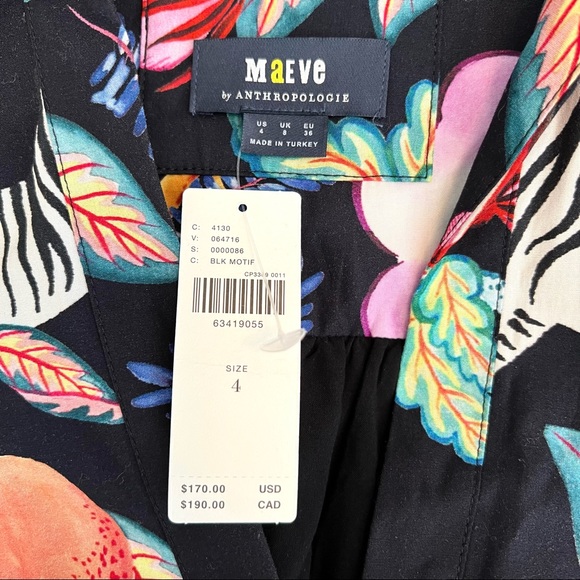 MAEVE
by ANTHROPOLOGIE
US UK EU
4 8 36
MADE IN TURKEY
C: 4130
V: 064716
S: 0000086
C: BLK MOTIF
CP33-9 0011
63419055
SIZE
4
$170.00 USD
$190.00 CAD